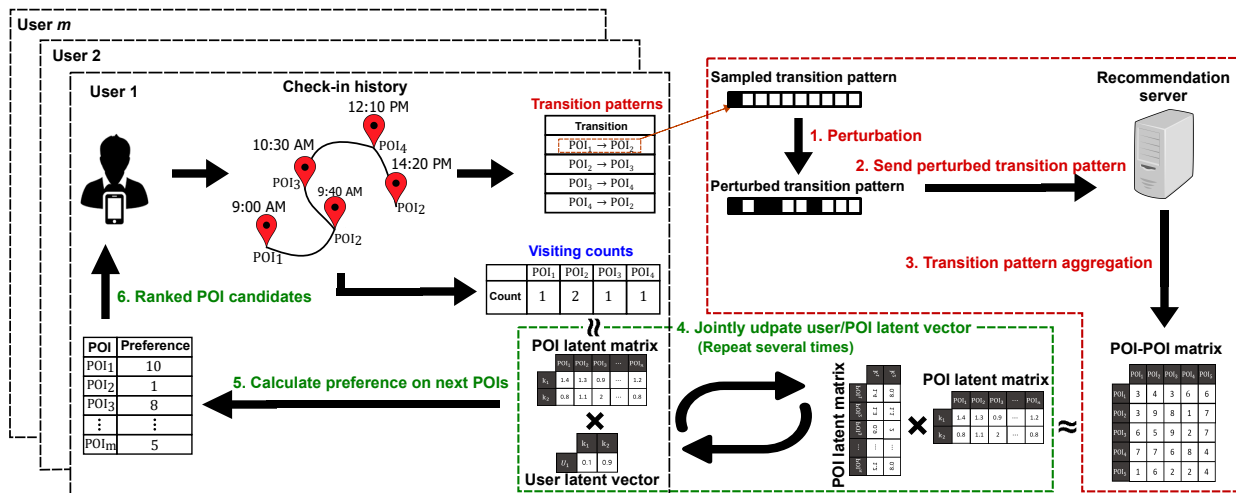 User m
User 2
User 1
Check-in history
12:10 PM
10:30 AM
POI4
14:20 PM
POI3
9:40 AM
9:00 AM
POI2
POI2
POI1
Transition patterns
Transition
POI1 → POI2
POI2 → POI3
POI3 → POI4
POI4 → POI2
Visiting counts
POI1 POI2 POI3 POI4
Count 1 2 1 1
6. Ranked POI candidates
POI Preference
POI1 10
POI2 1
POI3 8
⋮ ⋮
POIm 5
5. Calculate preference on next POIs
≈
4. Jointly udpate user/POI latent vector
(Repeat several times)
POI latent matrix
POI1 POI2 POI3 ... POIn
k1 1.4 1.3 0.9 ... 1.2
k2 0.8 1.1 2 ... 0.8
×
k1 k2
0.1 0.9
User latent vector
POI latent matrix
×
POI latent matrix
POI1 POI2 POI3 ... POIn
k1 1.4 1.3 0.9 ... 1.2
k2 0.8 1.1 2 ... 0.8
≈
Sampled transition pattern
1. Perturbation
Perturbed transition pattern
2. Send perturbed transition pattern
Recommendation
server
3. Transition pattern aggregation
POI-POI matrix
POI1 POI2 POI3 POI4 POI5
POI1 3 4 3 6 6
POI2 3 9 8 1 7
POI3 6 5 9 2 7
POI4 7 7 6 8 4
POI5 1 6 2 2 4